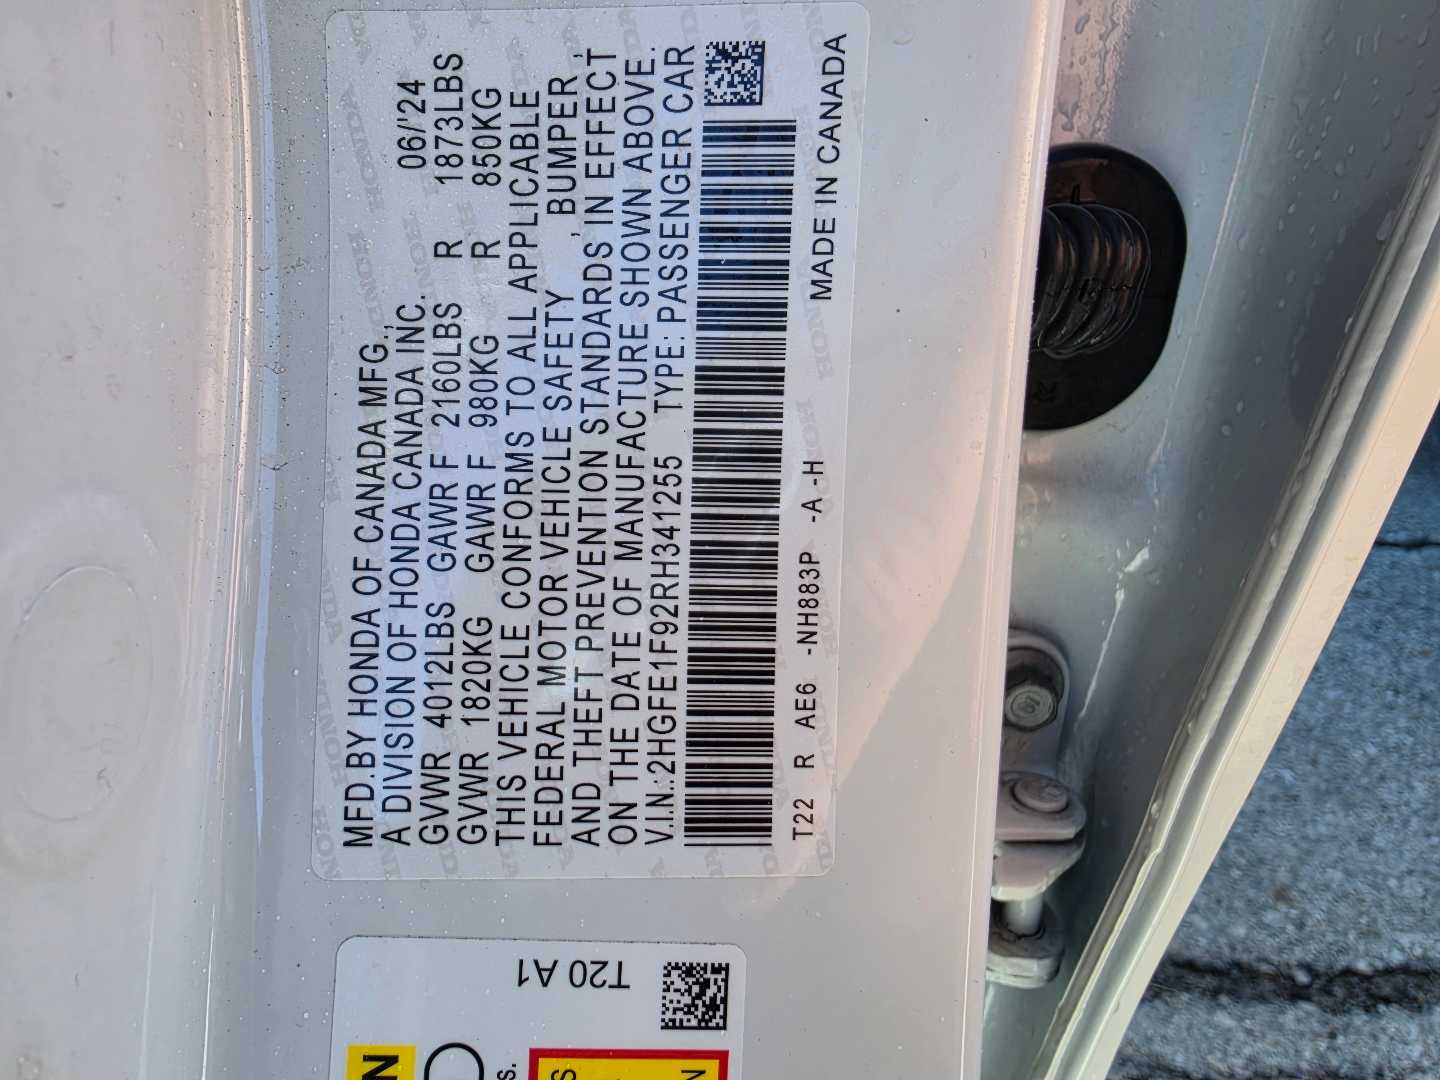 MFD.BY HONDA OF CANADA MFG.,
A DIVISION OF HONDA CANADA INC. 06/'24
GVWR 4012LBS GAWR F 2160LBS R 1873LBS
GVWR 1820KG GAWR F 980KG R 850KG
THIS VEHICLE CONFORMS TO ALL APPLICABLE
FEDERAL MOTOR VEHICLE SAFETY , BUMPER ,
AND THEFT PREVENTION STANDARDS IN EFFECT
ON THE DATE OF MANUFACTURE SHOWN ABOVE.
V.I.N.:2HGFE1F92RH341255 TYPE: PASSENGER CAR
T22 R AE6 -NH883P -A -H MADE IN CANADA
T20 A1